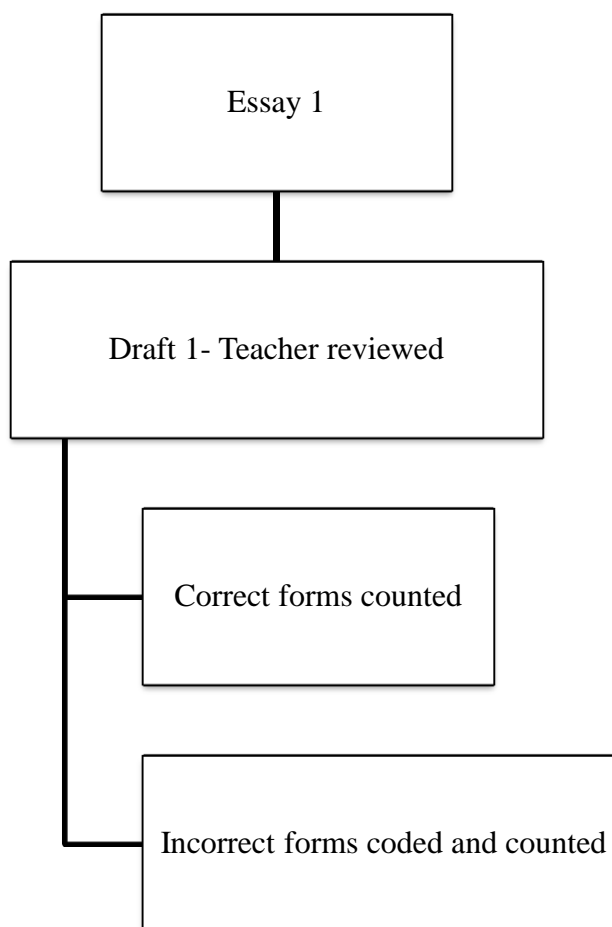 Essay 1
Draft 1- Teacher reviewed
Correct forms counted
Incorrect forms coded and counted